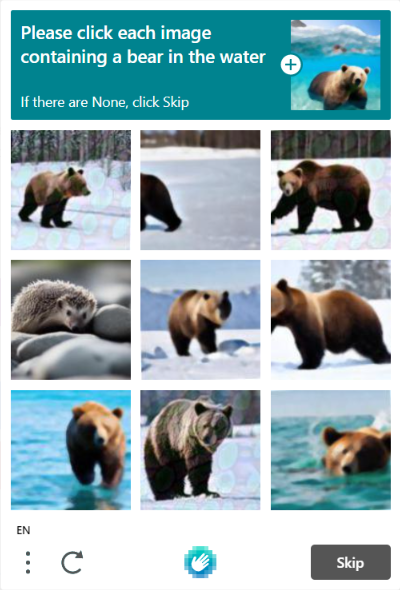 Please click each image
containing a bear in the water
If there are None, click Skip
EN
Skip